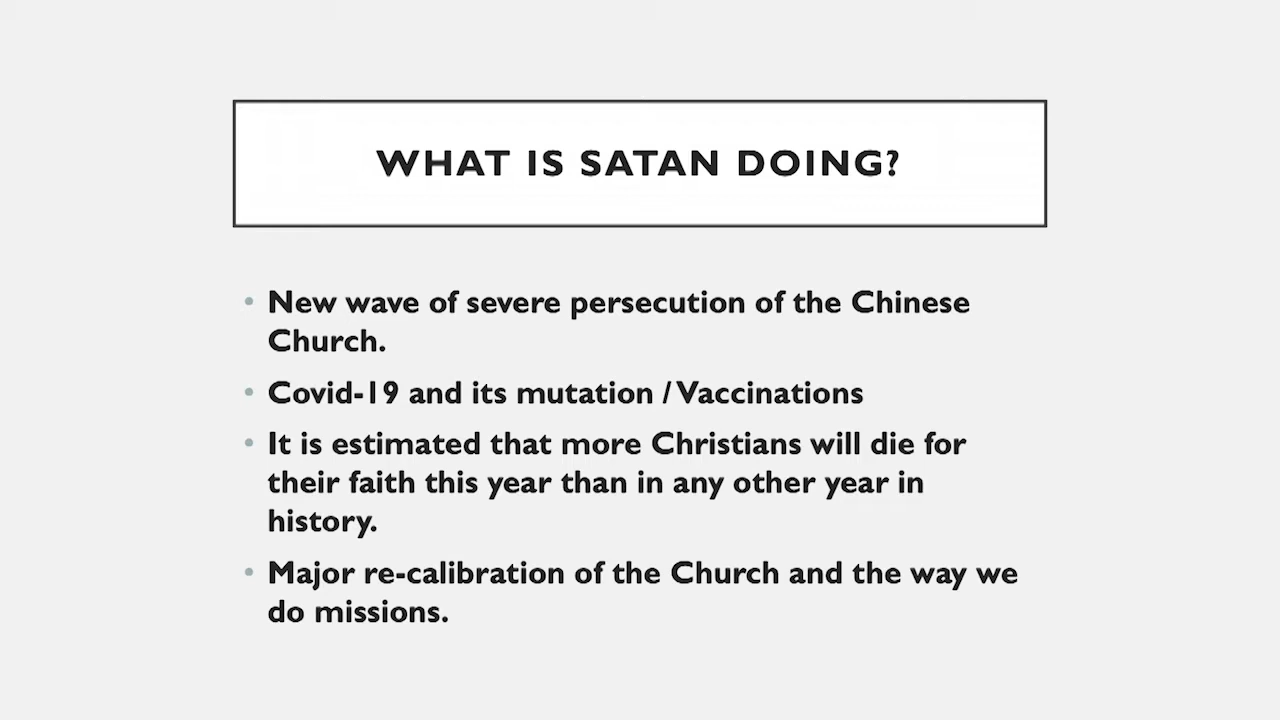 WHAT IS SATAN DOING?
• New wave of severe persecution of the Chinese
Church.
• Covid-19 and its mutation / Vaccinations
• It is estimated that more Christians will die for
their faith this year than in any other year in
history.
• Major re-calibration of the Church and the way we
do missions.